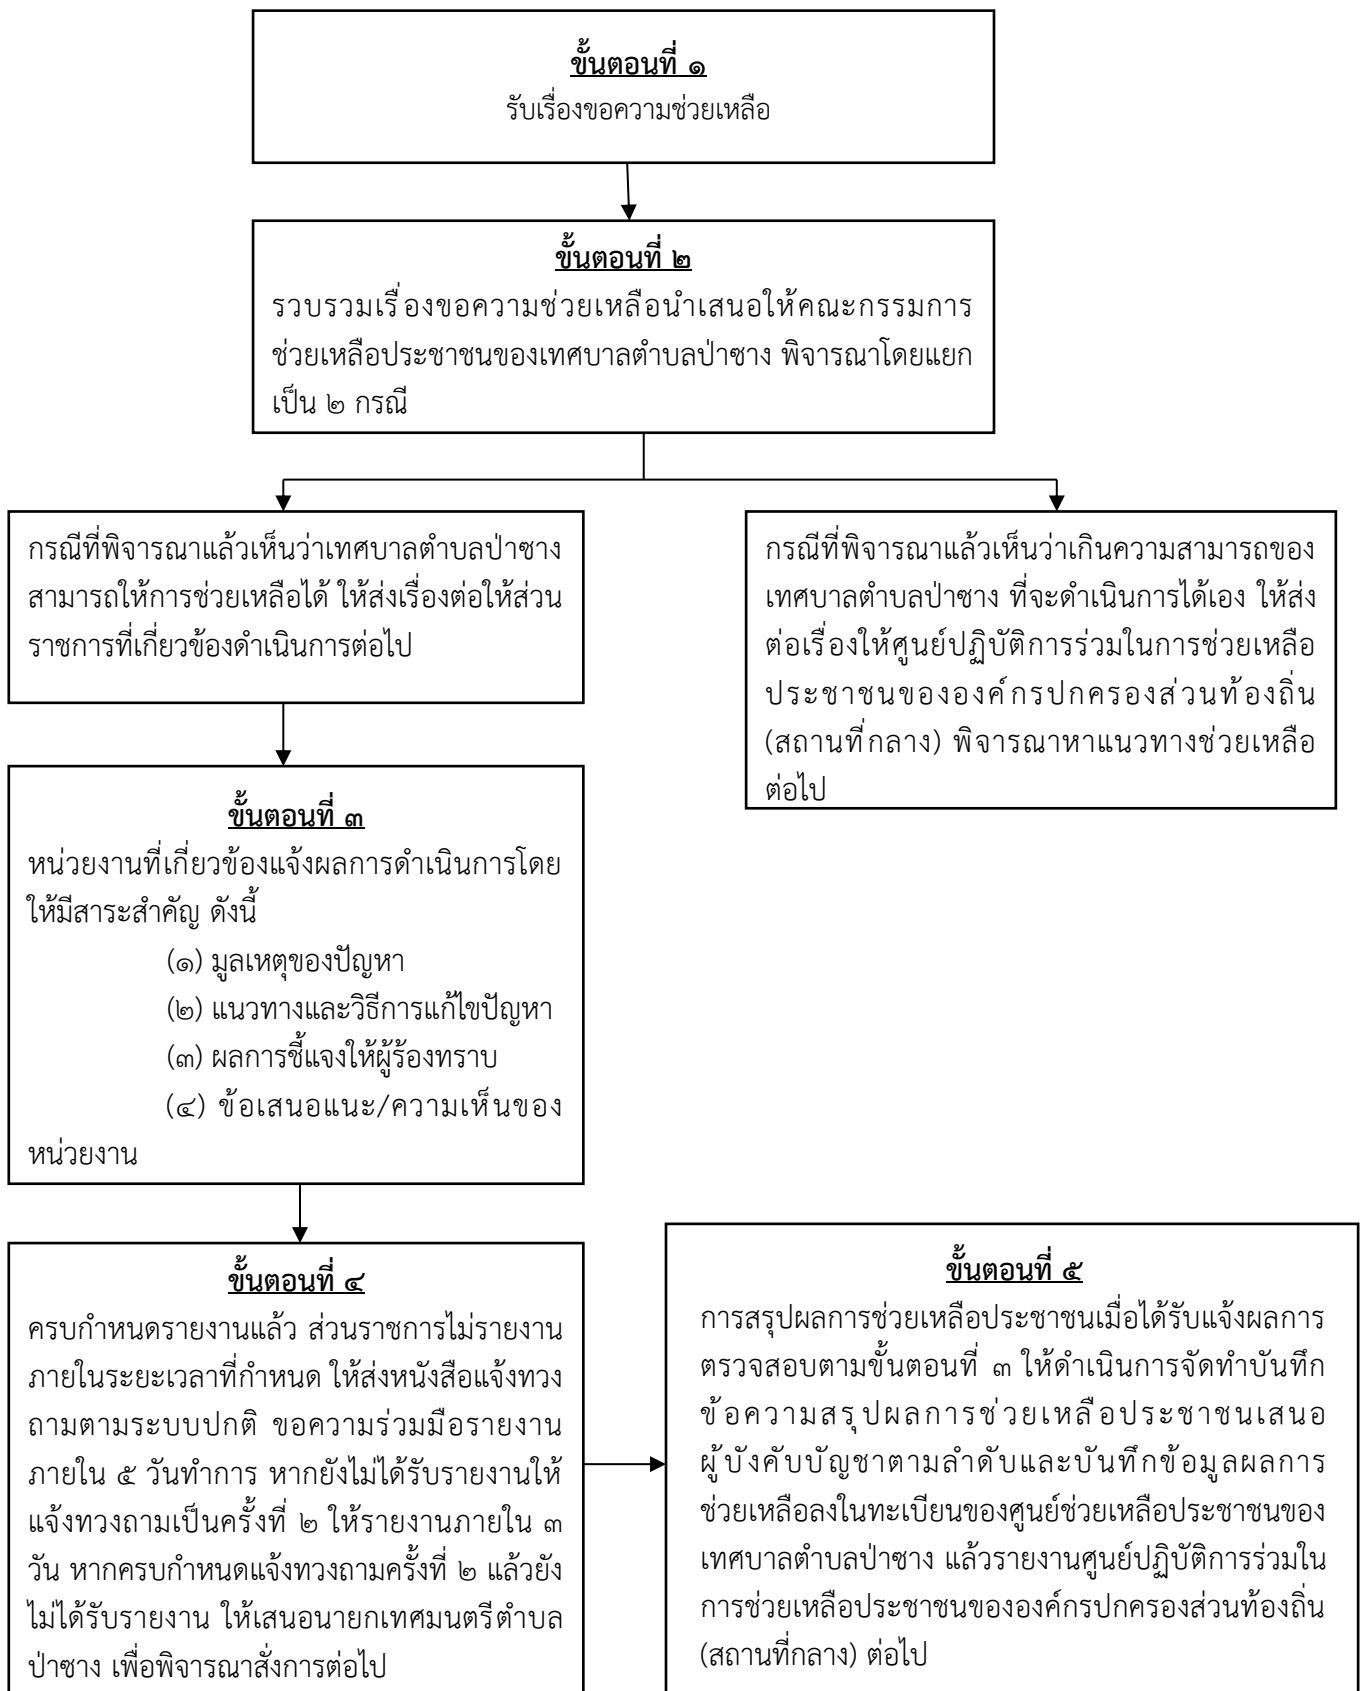 ขั้นตอนที่ ๑
รับเรื่องขอความช่วยเหลือ
ขั้นตอนที่ ๒
รวบรวมเรื่องขอความช่วยเหลือนำเสนอให้คณะกรรมการ
ช่วยเหลือประชาชนของเทศบาลตำบลป่าซาง พิจารณาโดยแยก
เป็น ๒ กรณี
กรณีที่พิจารณาแล้วเห็นว่าเทศบาลตำบลป่าซาง
สามารถให้การช่วยเหลือได้ ให้ส่งเรื่องต่อให้ส่วน
ราชการที่เกี่ยวข้องดำเนินการต่อไป
กรณีที่พิจารณาแล้วเห็นว่าเกินความสามารถของ
เทศบาลตำบลป่าซาง ที่จะดำเนินการได้เอง ให้ส่ง
ต่อเรื่องให้ศูนย์ปฏิบัติการร่วมในการช่วยเหลือ
ประชาชนขององค์กรปกครองส่วนท้องถิ่น
(สถานที่กลาง) พิจารณาหาแนวทางช่วยเหลือ
ต่อไป
ขั้นตอนที่ ๓
หน่วยงานที่เกี่ยวข้องแจ้งผลการดำเนินการโดย
ให้มีสาระสำคัญ ดังนี้
(๑) มูลเหตุของปัญหา
(๒) แนวทางและวิธีการแก้ไขปัญหา
(๓) ผลการชี้แจงให้ผู้ร้องทราบ
(๔) ข้อเสนอแนะ/ความเห็นของ
หน่วยงาน
ขั้นตอนที่ ๔
ครบกำหนดรายงานแล้ว ส่วนราชการไม่รายงาน
ภายในระยะเวลาที่กำหนด ให้ส่งหนังสือแจ้งทวง
ถามตามระบบปกติ ขอความร่วมมือรายงาน
ภายใน ๕ วันทำการ หากยังไม่ได้รับรายงานให้
แจ้งทวงถามเป็นครั้งที่ ๒ ให้รายงานภายใน ๓
วัน หากครบกำหนดแจ้งทวงถามครั้งที่ ๒ แล้วยัง
ไม่ได้รับรายงาน ให้เสนอนายกเทศมนตรีตำบล
ป่าซาง เพื่อพิจารณาสั่งการต่อไป
ขั้นตอนที่ ๕
การสรุปผลการช่วยเหลือประชาชนเมื่อได้รับแจ้งผลการ
ตรวจสอบตามขั้นตอนที่ ๓ ให้ดำเนินการจัดทำบันทึก
ข้อความสรุปผลการช่วยเหลือประชาชนเสนอ
ผู้บังคับบัญชาตามลำดับและบันทึกข้อมูลผลการ
ช่วยเหลือลงในทะเบียนของศูนย์ช่วยเหลือประชาชนของ
เทศบาลตำบลป่าซาง แล้วรายงานศูนย์ปฏิบัติการร่วมใน
การช่วยเหลือประชาชนขององค์กรปกครองส่วนท้องถิ่น
(สถานที่กลาง) ต่อไป